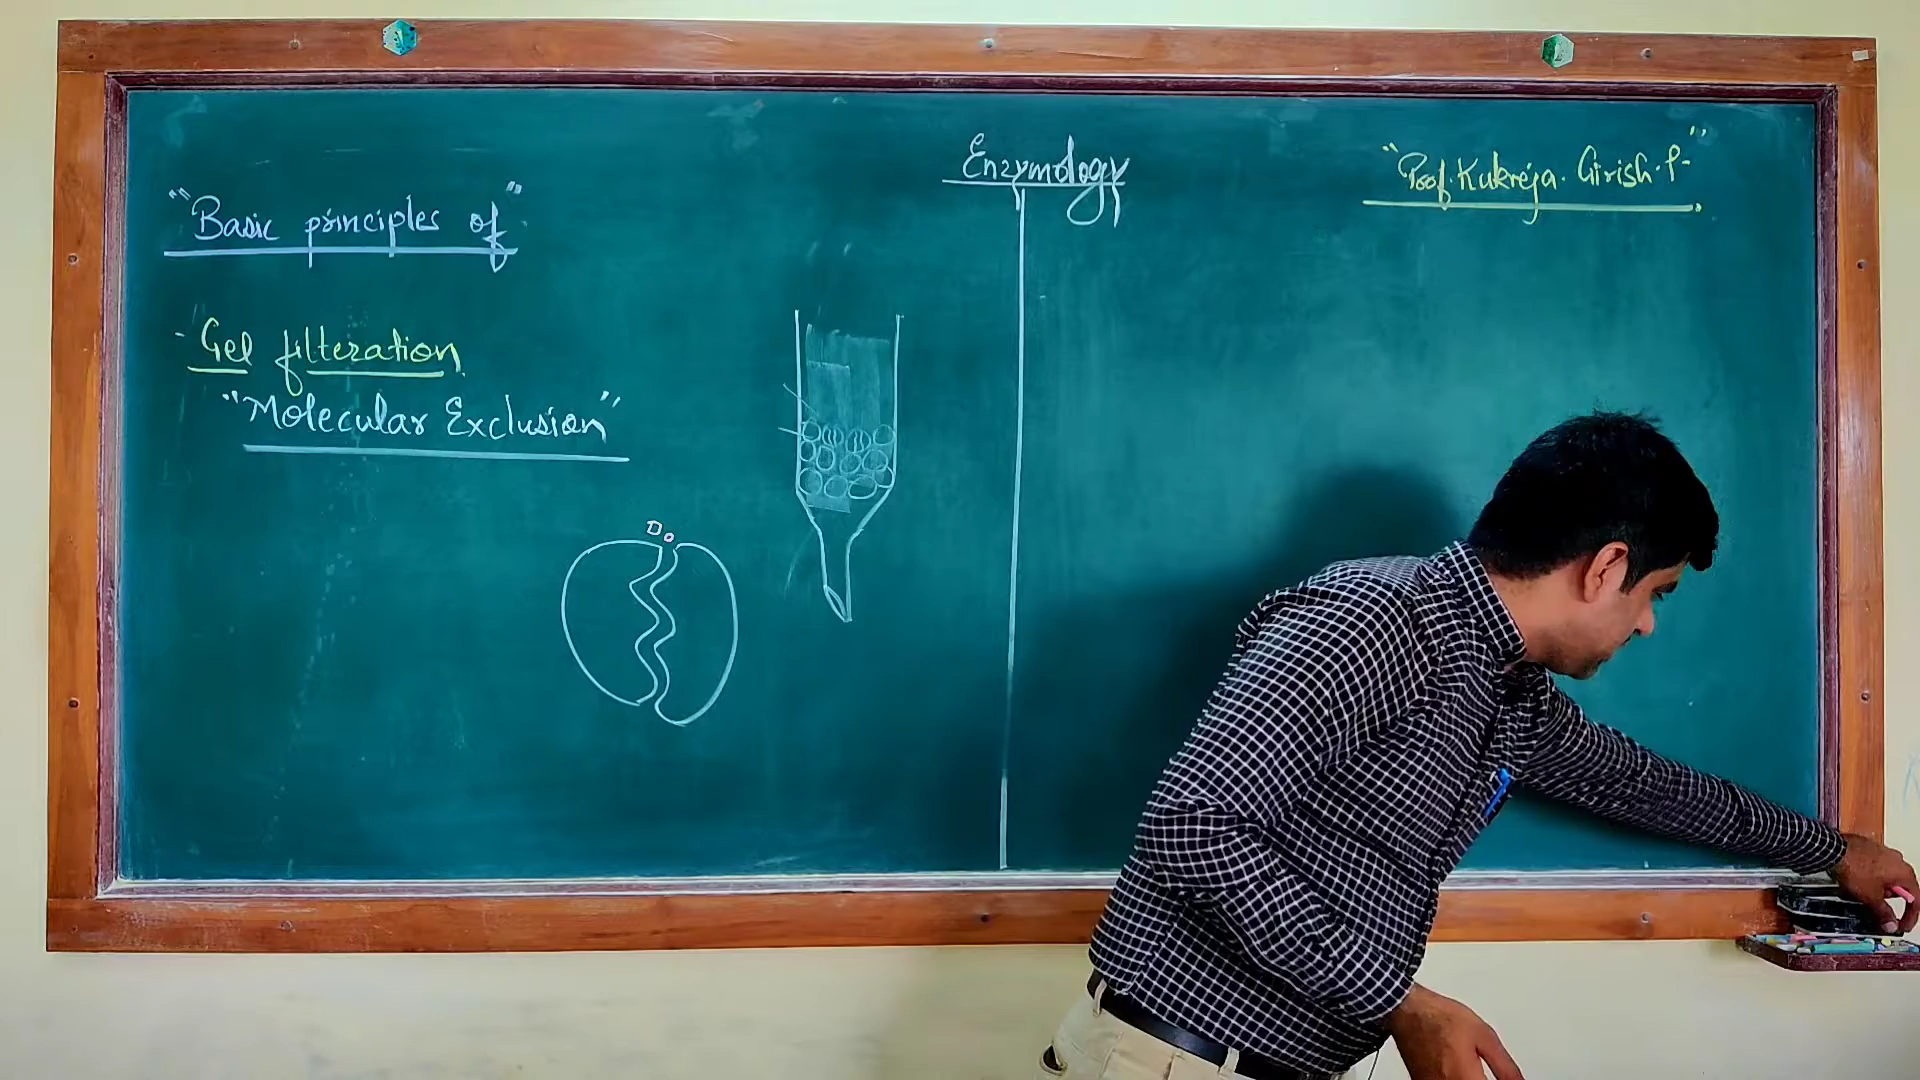 Enzymology
"Prof. Kukreja. Girish. P-"
"Basic principles of"
- Gel filteration
"Molecular Exclusion"